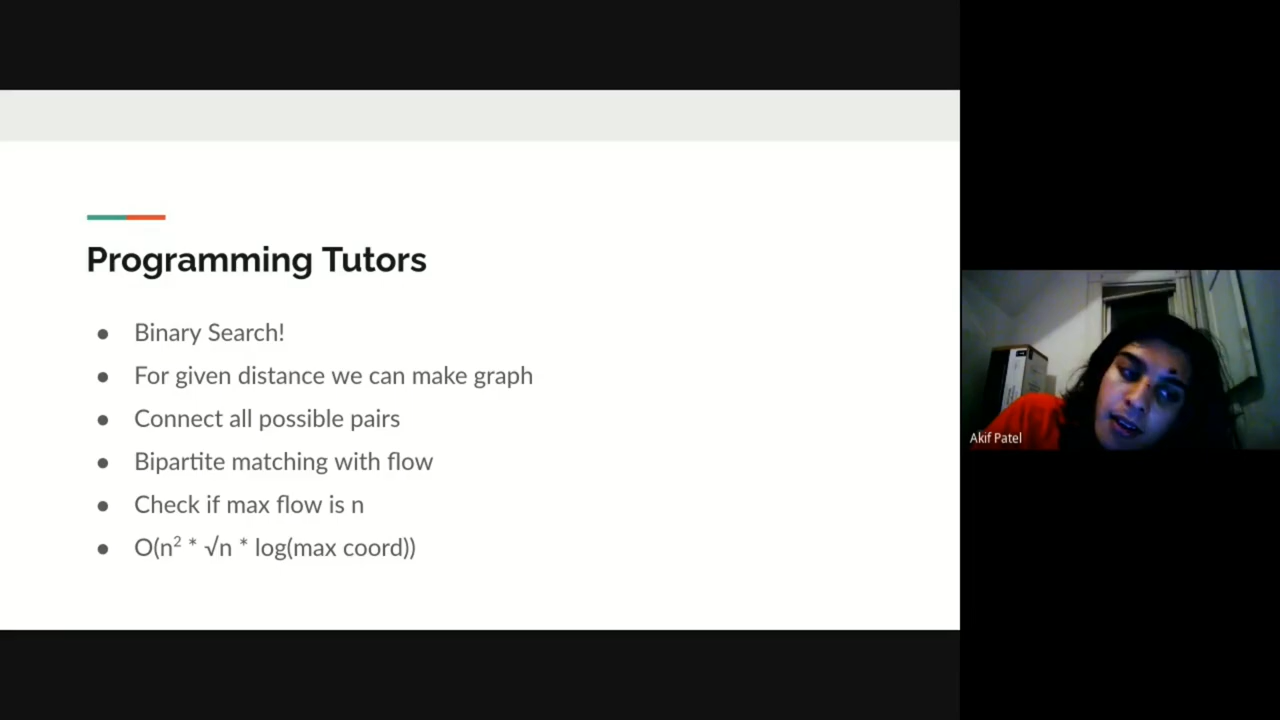 Programming Tutors
● Binary Search!
● For given distance we can make graph
● Connect all possible pairs
● Bipartite matching with flow
● Check if max flow is n
● O(n² * √n * log(max coord))
Akif Patel